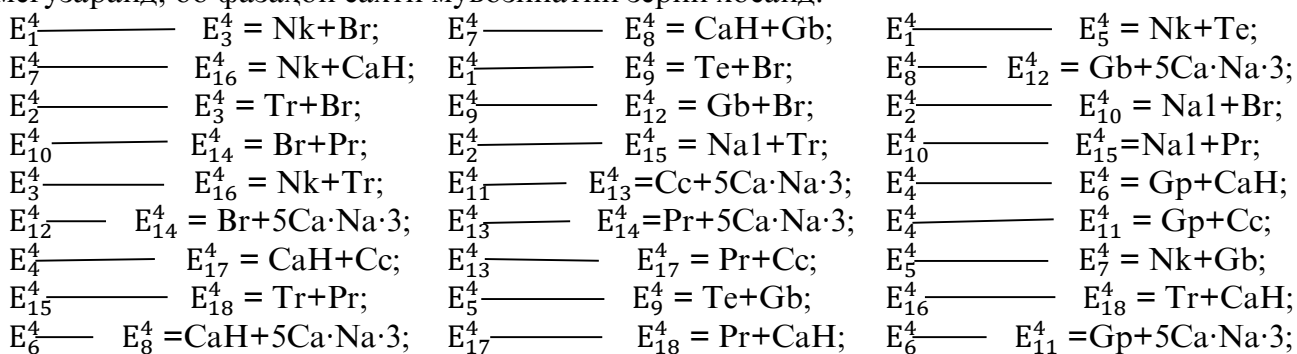 мегузаранд, бо фазаҳои сахти мувозинатии зерин хосанд:
E₁⁴ ——— E₃⁴ = Nk+Br; E₇⁴ ——— E₈⁴ = CaH+Gb; E₁⁴ ——— E₅⁴ = Nk+Te;
E₇⁴ ——— E₁₆⁴ = Nk+CaH; E₁⁴ ——— E₉⁴ = Te+Br; E₈⁴ ——— E₁₂⁴ = Gb+5Ca·Na·3;
E₂⁴ ——— E₃⁴ = Tr+Br; E₉⁴ ——— E₁₂⁴ = Gb+Br; E₂⁴ ——— E₁₀⁴ = Na1+Br;
E₁₀⁴ ——— E₁₄⁴ = Br+Pr; E₂⁴ ——— E₁₅⁴ = Na1+Tr; E₁₀⁴ ——— E₁₅⁴=Na1+Pr;
E₃⁴ ——— E₁₆⁴ = Nk+Tr; E₁₁⁴ ——— E₁₃⁴=Cc+5Ca·Na·3; E₄⁴ ——— E₆⁴ = Gp+CaH;
E₁₂⁴ ——— E₁₄⁴ = Br+5Ca·Na·3; E₁₃⁴ ——— E₁₄⁴=Pr+5Ca·Na·3; E₄⁴ ——— E₁₁⁴ = Gp+Cc;
E₄⁴ ——— E₁₇⁴ = CaH+Cc; E₁₃⁴ ——— E₁₇⁴ = Pr+Cc; E₅⁴ ——— E₇⁴ = Nk+Gb;
E₁₅⁴ ——— E₁₈⁴ = Tr+Pr; E₅⁴ ——— E₉⁴ = Te+Gb; E₁₆⁴ ——— E₁₈⁴ = Tr+CaH;
E₆⁴ ——— E₈⁴ =CaH+5Ca·Na·3; E₁₇⁴ ——— E₁₈⁴ = Pr+CaH; E₆⁴ ——— E₁₁⁴ =Gp+5Ca·Na·3;